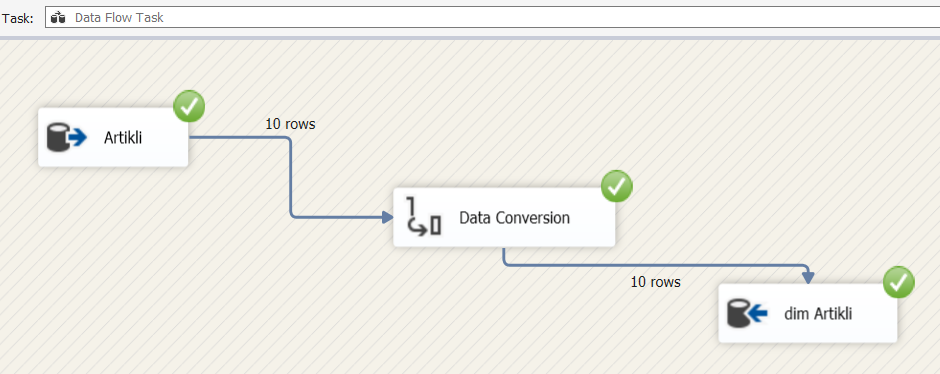 Task: Data Flow Task
Artikli
10 rows
Data Conversion
10 rows
dim Artikli